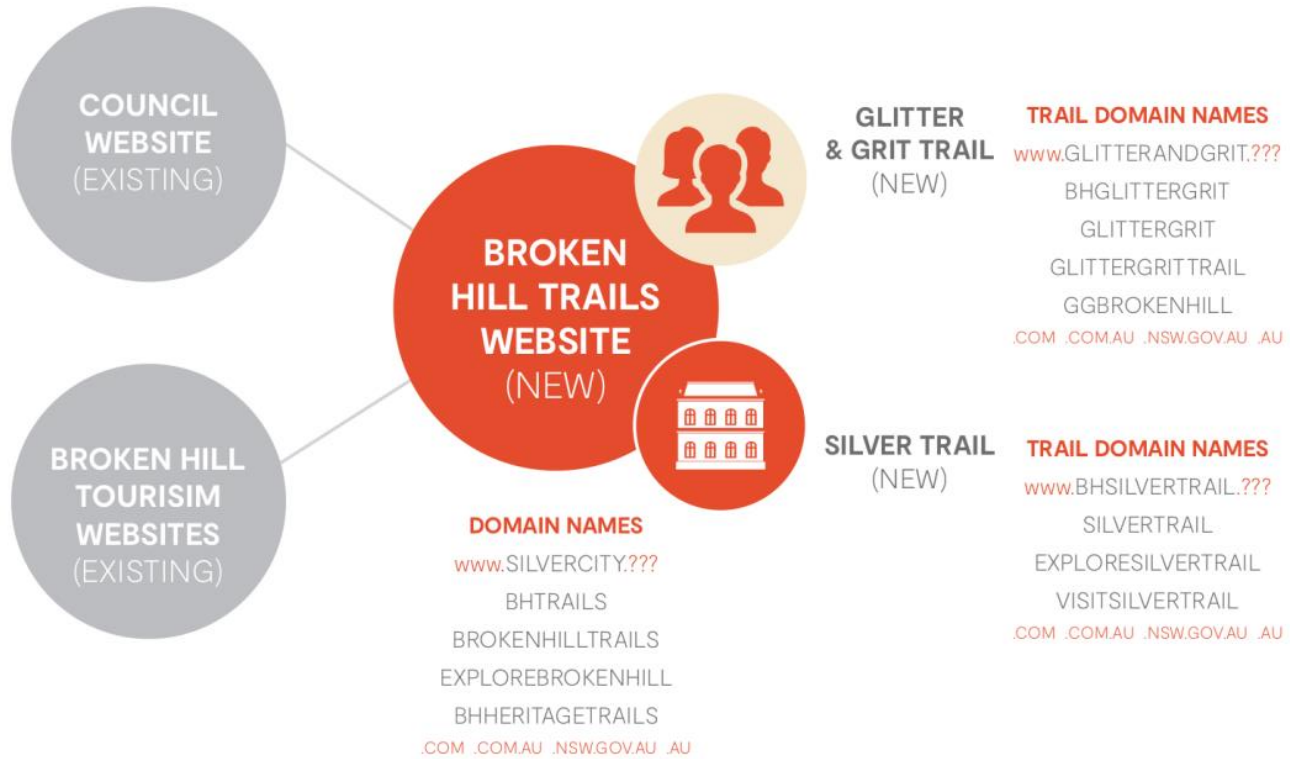 COUNCIL
WEBSITE
(EXISTING)
BROKEN HILL
TOURISIM
WEBSITES
(EXISTING)
BROKEN
HILL TRAILS
WEBSITE
(NEW)
DOMAIN NAMES
www.SILVERCITY.???
BHTRAILS
BROKENHILLTRAILS
EXPLOREBROKENHILL
BHHERITAGETRAILS
.COM .COM.AU .NSW.GOV.AU .AU
GLITTER
& GRIT TRAIL
(NEW)
TRAIL DOMAIN NAMES
www.GLITTERANDGRIT.???
BHGLITTERGRIT
GLITTERGRIT
GLITTERGRITTRAIL
GGBROKENHILL
.COM .COM.AU .NSW.GOV.AU .AU
SILVER TRAIL
(NEW)
TRAIL DOMAIN NAMES
www.BHSILVERTRAIL.???
SILVERTRAIL
EXPLORESILVERTRAIL
VISITSILVERTRAIL
.COM .COM.AU .NSW.GOV.AU .AU